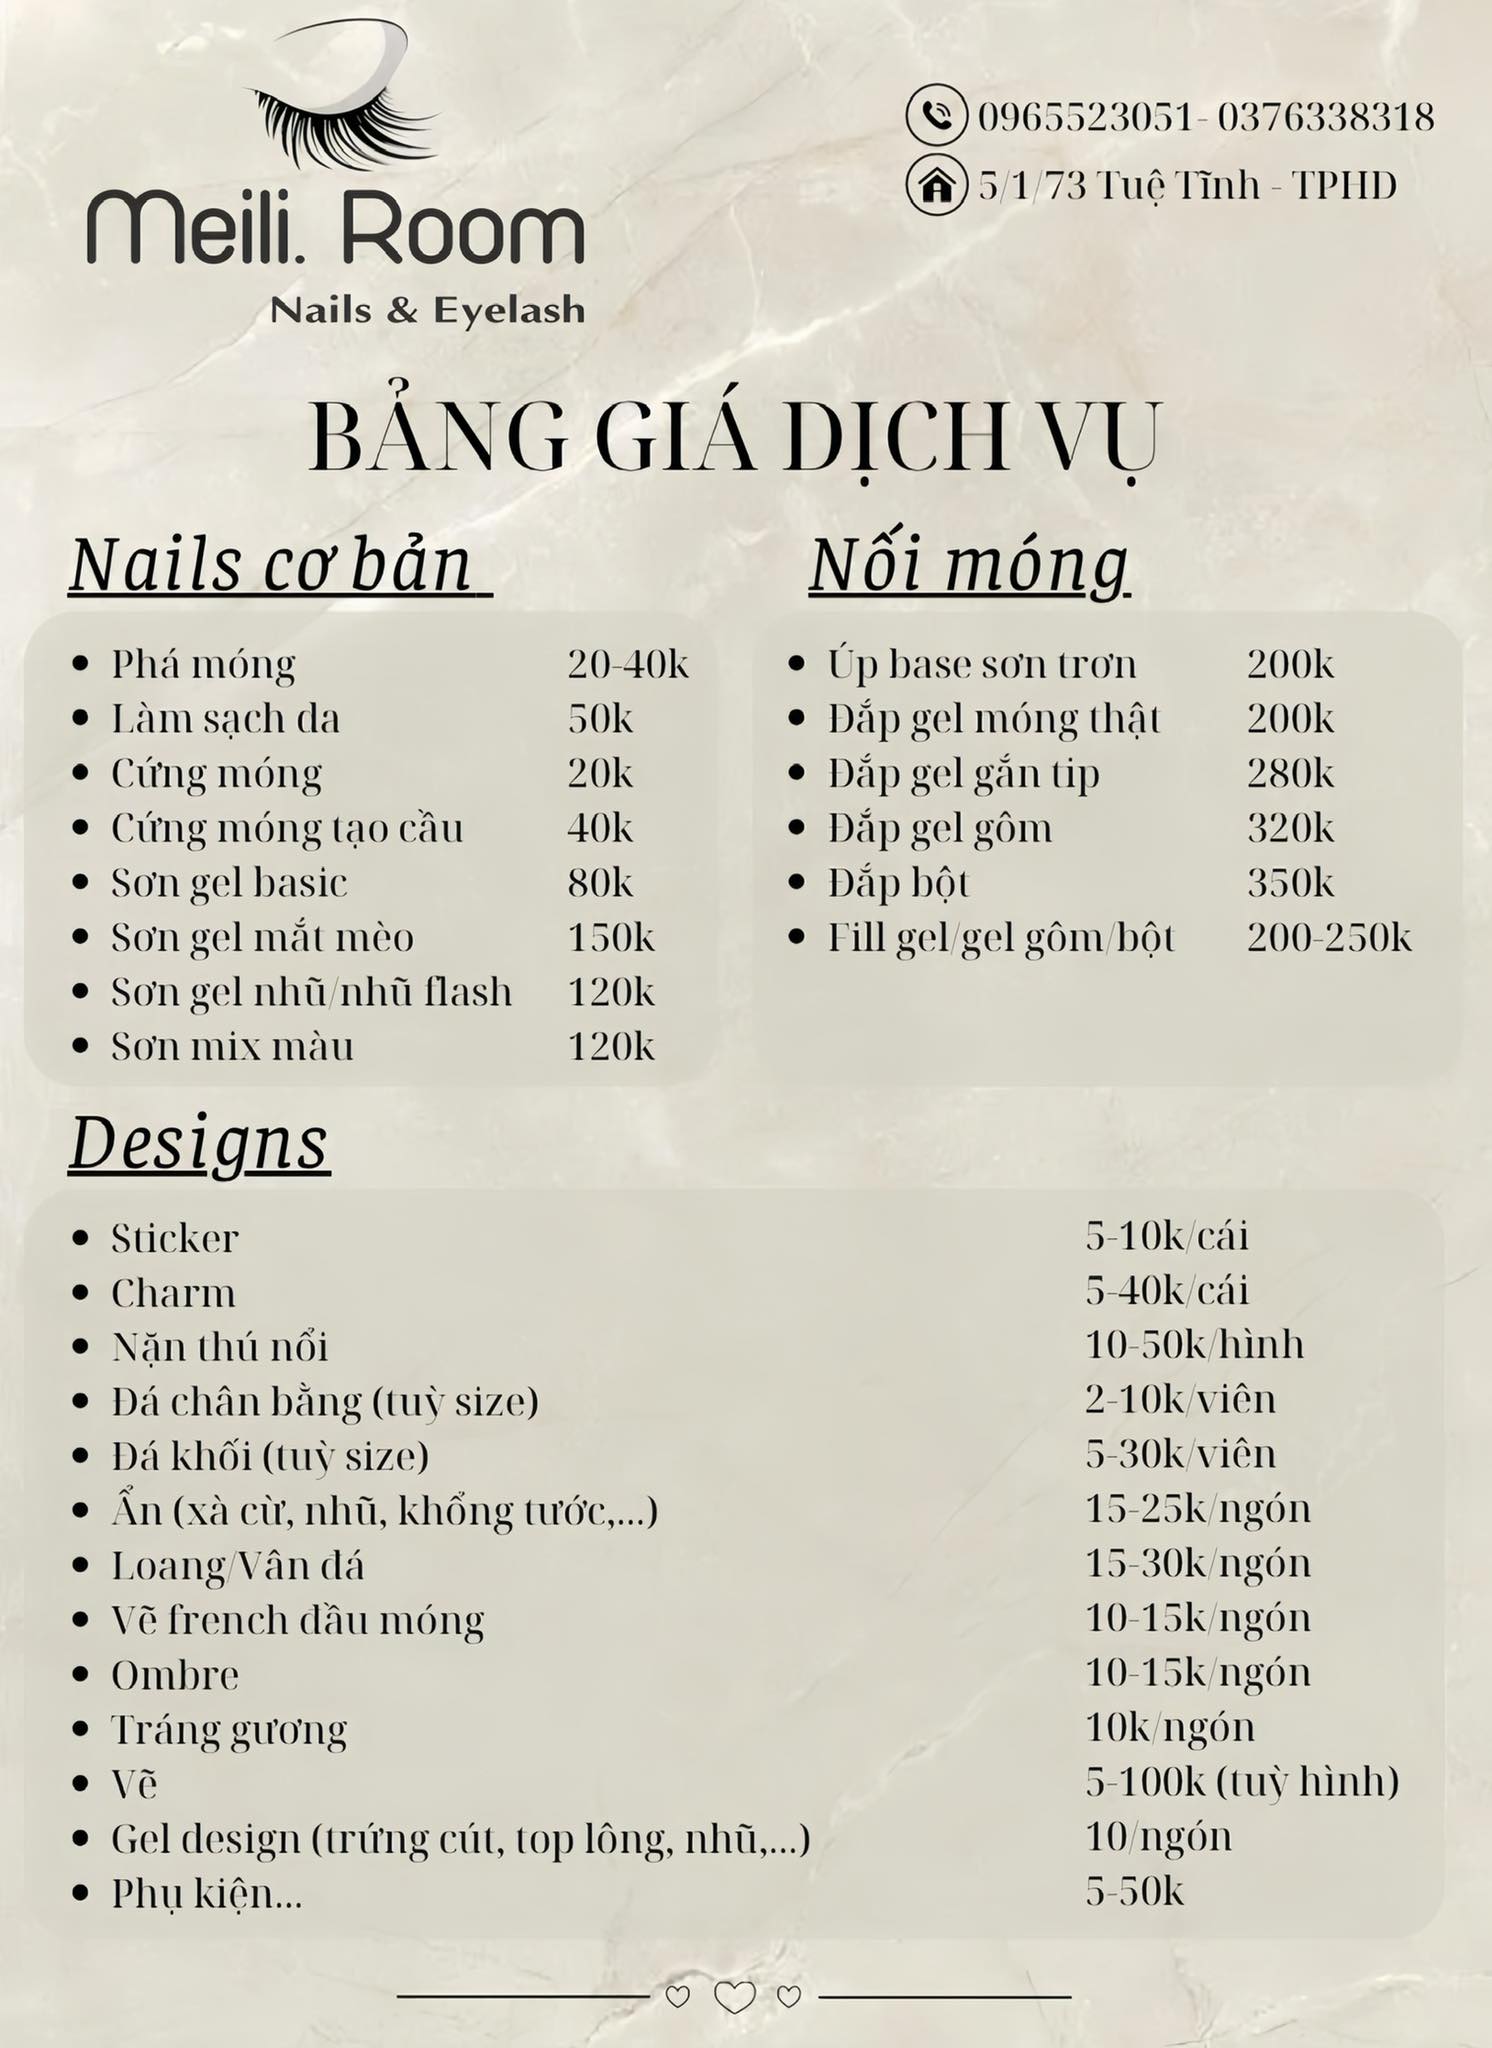 Meili. Room
Nails & Eyelash
0965523051- 0376338318
5/1/73 Tuệ Tĩnh - TPHD
BẢNG GIÁ DỊCH VỤ
Nails cơ bản
Phá móng 20-40k
Làm sạch da 50k
Cứng móng 20k
Cứng móng tạo cầu 40k
Sơn gel basic 80k
Sơn gel mắt mèo 150k
Sơn gel nhũ/nhũ flash 120k
Sơn mix màu 120k
Nối móng
Úp base sơn trơn 200k
Đắp gel móng thật 200k
Đắp gel gắn tip 280k
Đắp gel gôm 320k
Đắp bột 350k
Fill gel/gel gôm/bột 200-250k
Designs
Sticker 5-10k/cái
Charm 5-40k/cái
Nặn thú nổi 10-50k/hình
Đá chân bằng (tuỳ size) 2-10k/viên
Đá khối (tuỳ size) 5-30k/viên
Ẩn (xà cừ, nhũ, khổng tước,...) 15-25k/ngón
Loang/Vân đá 15-30k/ngón
Vẽ french đầu móng 10-15k/ngón
Ombre 10-15k/ngón
Tráng gương 10k/ngón
Vẽ 5-100k (tuỳ hình)
Gel design (trứng cút, top lông, nhũ,...) 10/ngón
Phụ kiện... 5-50k